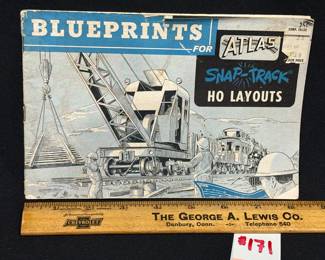 BLUEPRINTS
FOR ATLAS
SNAP-TRACK
HO LAYOUTS
CHEVROLET
THE GEORGE A. LEWIS CO.
Danbury, Conn. - Telephone 540
#171